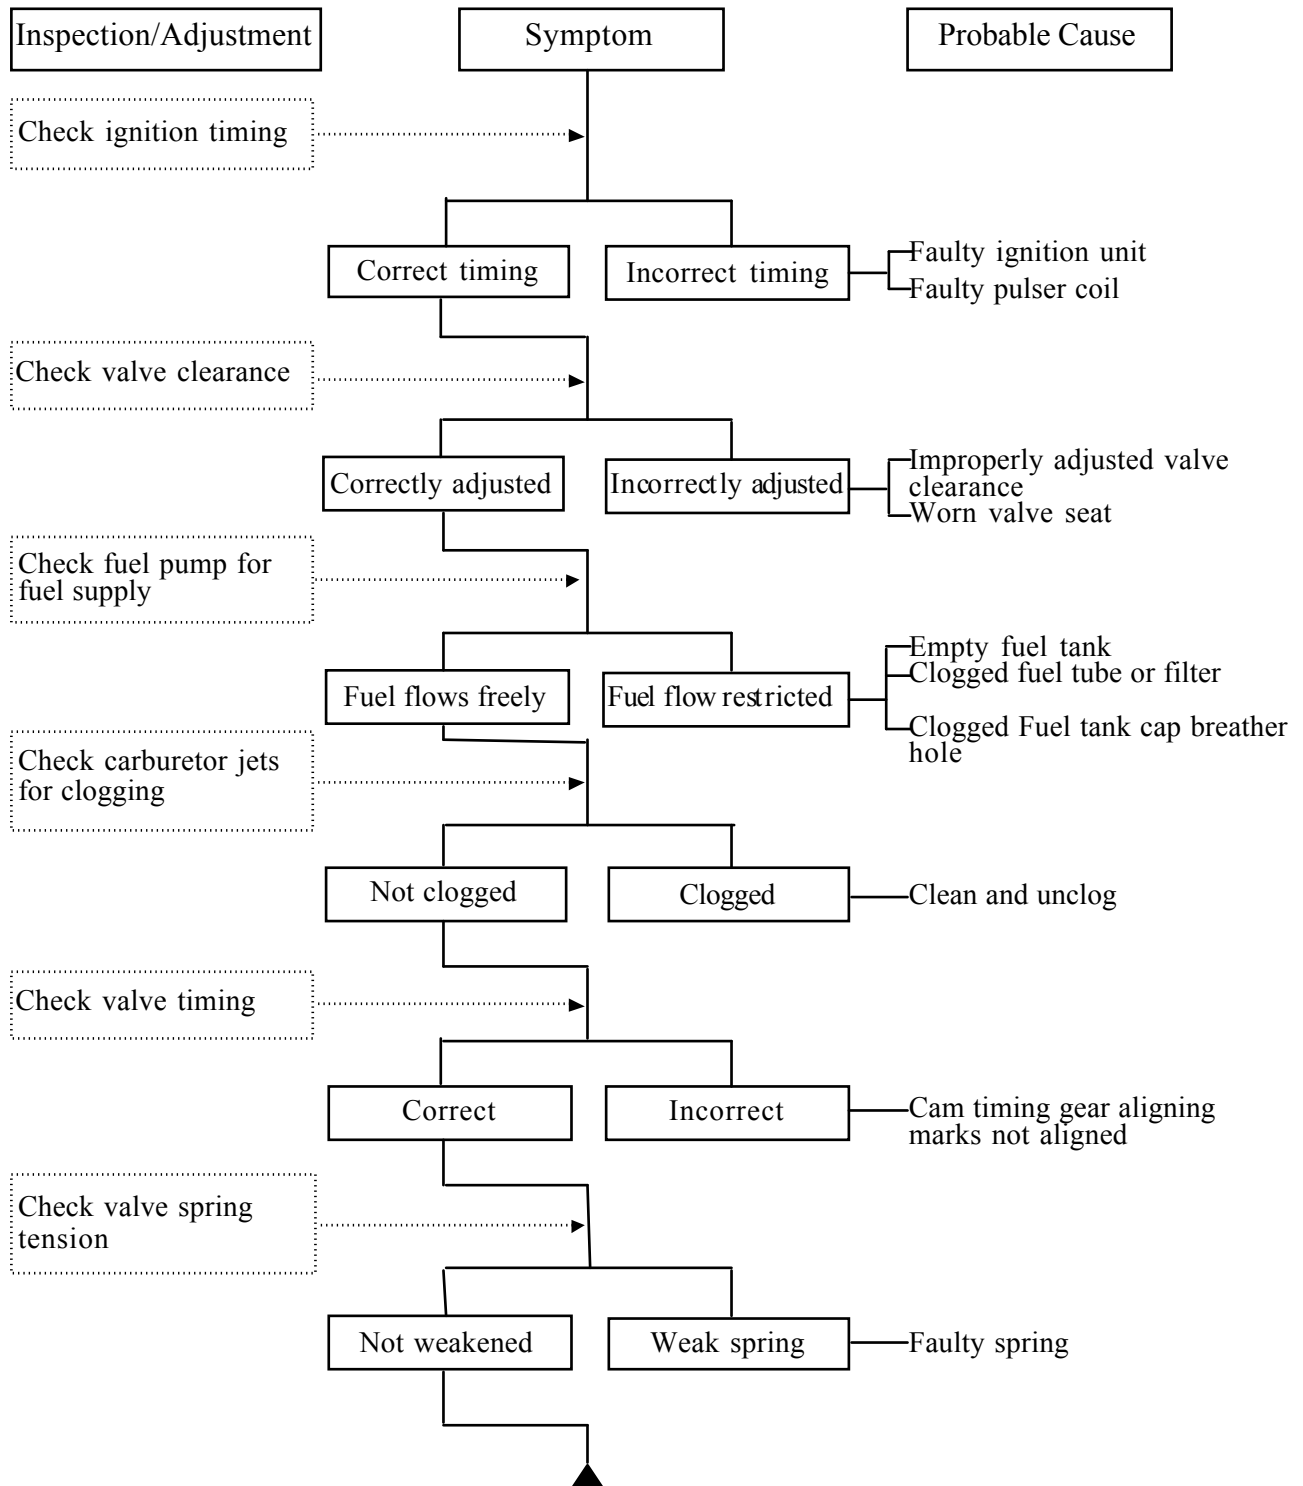 Inspection/Adjustment
Symptom
Probable Cause
Check ignition timing
Correct timing
Incorrect timing
Faulty ignition unit
Faulty pulser coil
Check valve clearance
Correctly adjusted
Incorrectly adjusted
Improperly adjusted valve
clearance
Worn valve seat
Check fuel pump for
fuel supply
Fuel flows freely
Fuel flow restricted
Empty fuel tank
Clogged fuel tube or filter
Clogged Fuel tank cap breather
hole
Check carburetor jets
for clogging
Not clogged
Clogged
Clean and unclog
Check valve timing
Correct
Incorrect
Cam timing gear aligning
marks not aligned
Check valve spring
tension
Not weakened
Weak spring
Faulty spring